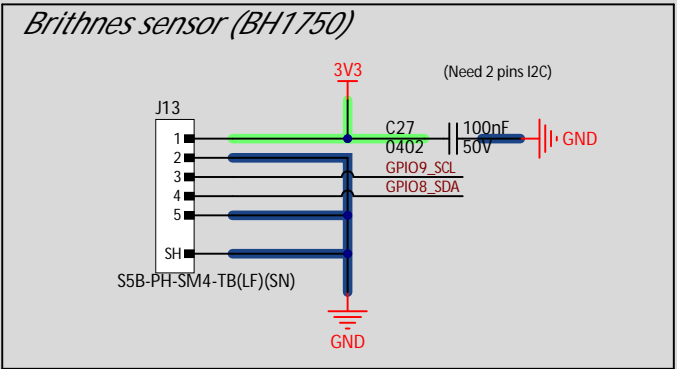 Brithnes sensor (BH1750)
3V3
(Need 2 pins I2C)
J13
C27
100nF
0402
50V
GND
1
2
3
GPIO9_SCL
4
GPIO8_SDA
5
SH
S5B-PH-SM4-TB(LF)(SN)
GND